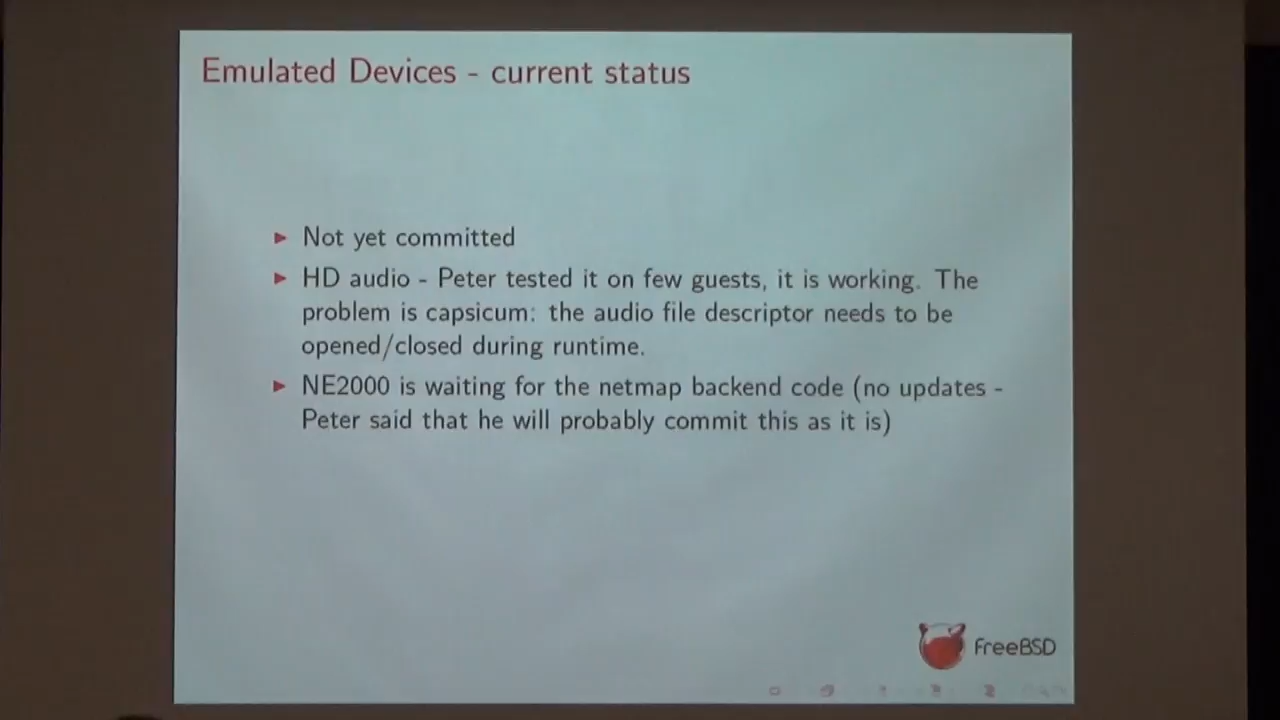 Emulated Devices - current status
Not yet committed
HD audio - Peter tested it on few guests, it is working. The
problem is capsicum: the audio file descriptor needs to be
opened/closed during runtime.
NE2000 is waiting for the netmap backend code (no updates -
Peter said that he will probably commit this as it is)
FreeBSD